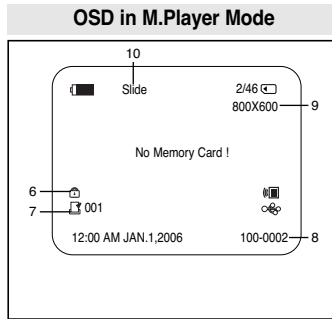 OSD in M.Player Mode
10
Slide 2/46
800X600 9
No Memory Card !
6
7 001
12:00 AM JAN.1,2006 100-0002 8